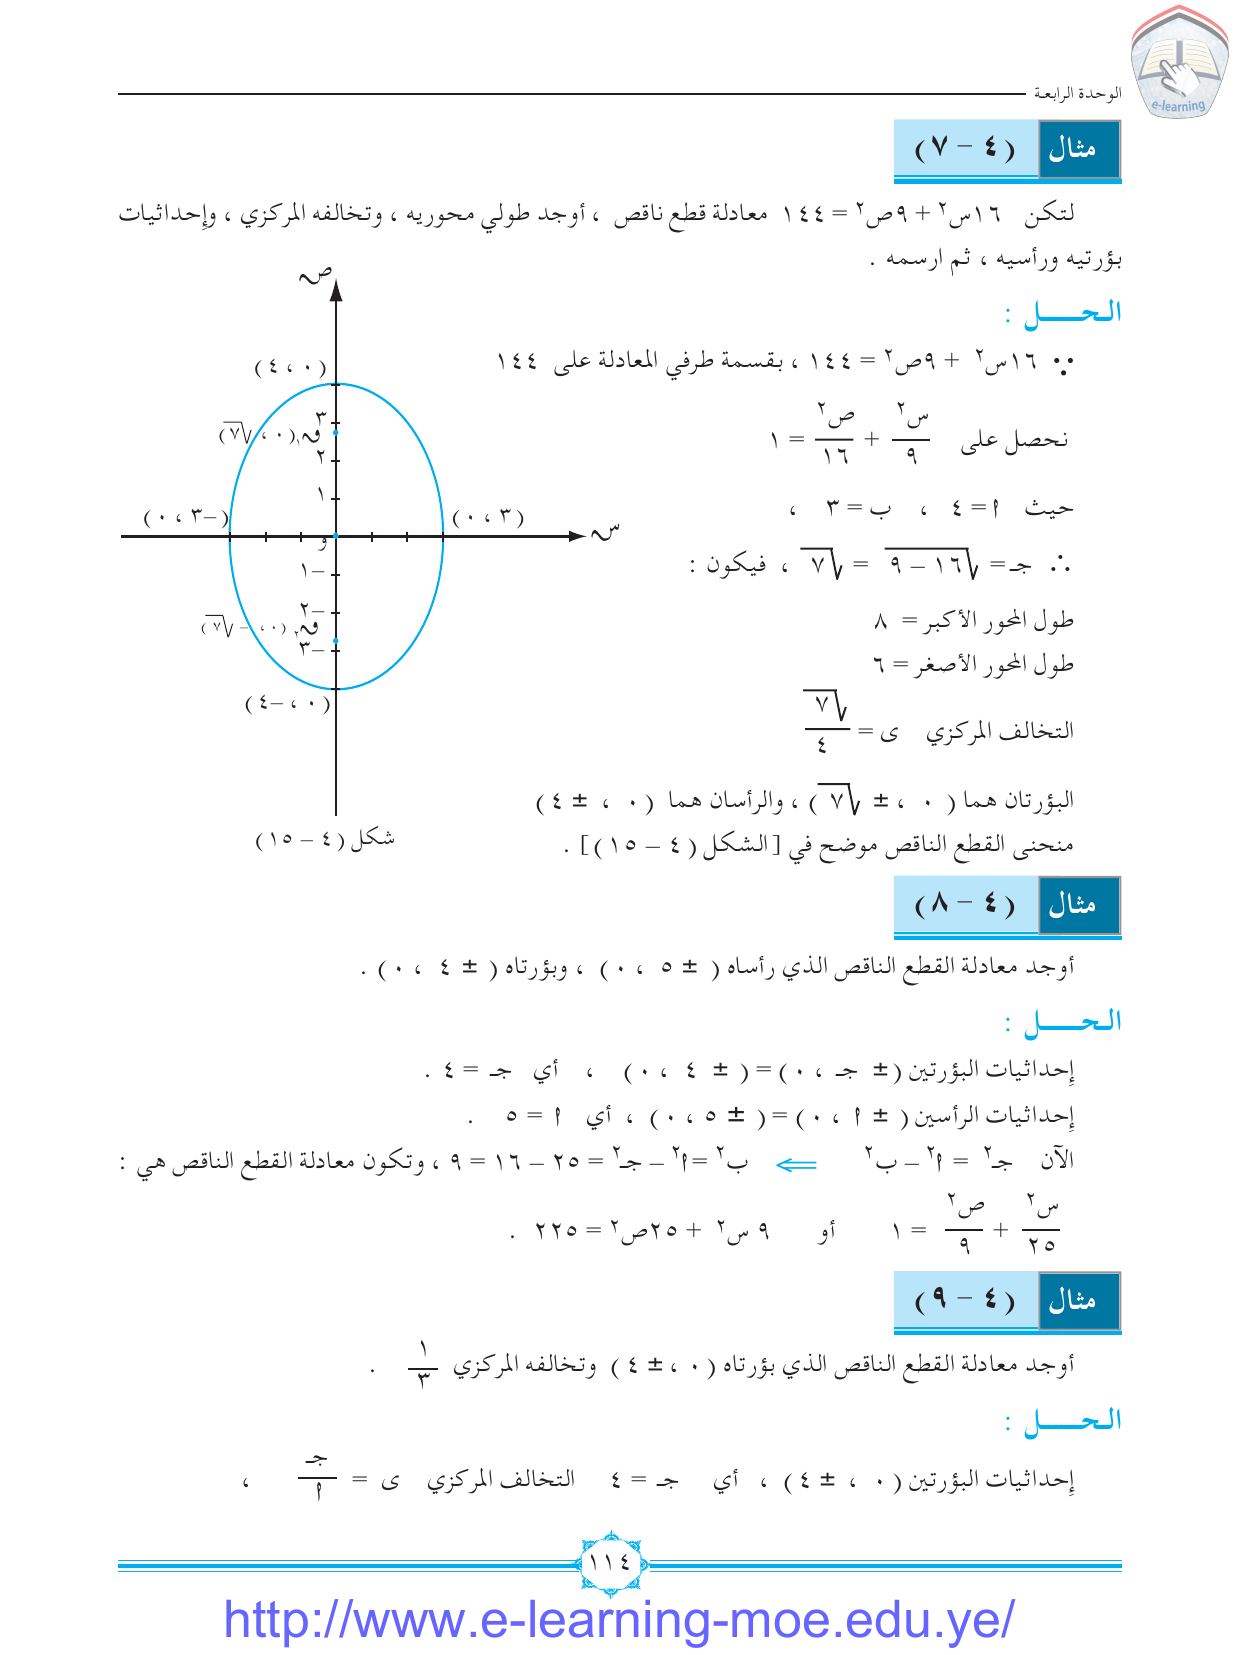 e-learning
الوحدة الرابعة
مثال (٤ – ٧)
لتكن ١٦س٢ + ٩ص٢ = ١٤٤ معادلة قطع ناقص ، أوجد طولي محوريه ، وتخالفه المركزي ، وإحداثيات
بؤرتيه ورأسيه ، ثم ارسمه .
الحـــــل :
∵ ١٦س٢ + ٩ص٢ = ١٤٤ ، بقسمة طرفي المعادلة على ١٤٤
نحصل على س٢/٩ + ص٢/١٦ = ١
حيث ا = ٤ ، ب = ٣ ،
∴ جـ = √(١٦ – ٩) = √٧ ، فيكون :
طول المحور الأكبر = ٨
طول المحور الأصغر = ٦
التخالف المركزي ى = √٧/٤
البؤرتان هما (٠ ، ± √٧) ، والرأسان هما (٠ ، ± ٤)
منحنى القطع الناقص موضح في [الشكل (٤ – ١٥)] .
ص
(٠ ، ٤)
٣
ق١(٠ ، √٧)
٢
١
(–٣ ، ٠)
(٣ ، ٠)
س
و
–١
–٢
ق٢(٠ ، – √٧)
–٣
(٠ ، –٤)
شكل (٤ – ١٥)
مثال (٤ – ٨)
أوجد معادلة القطع الناقص الذي رأساه (± ٥ ، ٠) ، وبؤرتاه (± ٤ ، ٠) .
الحـــــل :
إحداثيات البؤرتين (± جـ ، ٠) = (± ٤ ، ٠) ، أي جـ = ٤ .
إحداثيات الرأسين (± ا ، ٠) = (± ٥ ، ٠) ، أي ا = ٥ .
الآن جـ٢ = ا٢ – ب٢ ⟸ ب٢ = ا٢ – جـ٢ = ٢٥ – ١٦ = ٩ ، وتكون معادلة القطع الناقص هي :
س٢/٢٥ + ص٢/٩ = ١ أو ٩ س٢ + ٢٥ص٢ = ٢٢٥ .
مثال (٤ – ٩)
أوجد معادلة القطع الناقص الذي بؤرتاه (٠ ، ± ٤) وتخالفه المركزي ١/٣ .
الحـــــل :
إحداثيات البؤرتين (٠ ، ± ٤) ، أي جـ = ٤ التخالف المركزي ى = جـ/ا ،
١١٤
http://www.e-learning-moe.edu.ye/